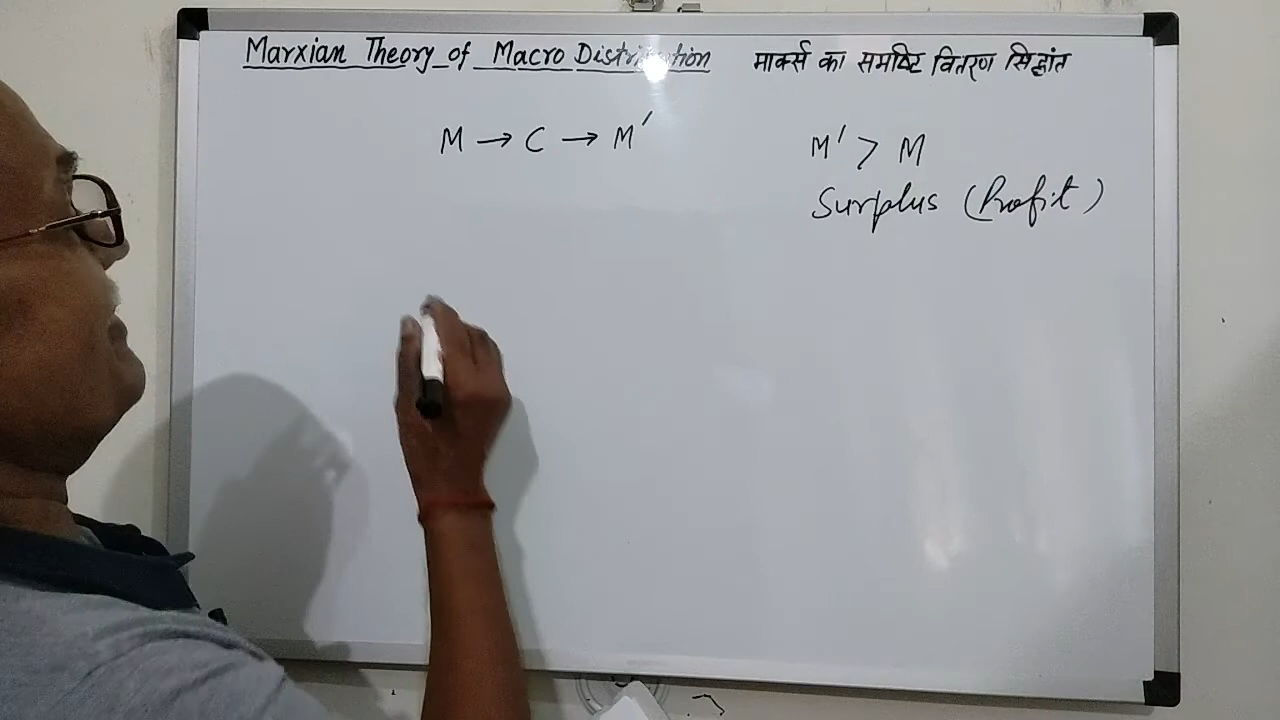 Marxian Theory of Macro Distribution मार्क्स का समष्टि वितरण सिद्धांत
M → C → M′
M′ > M
Surplus (Profit)